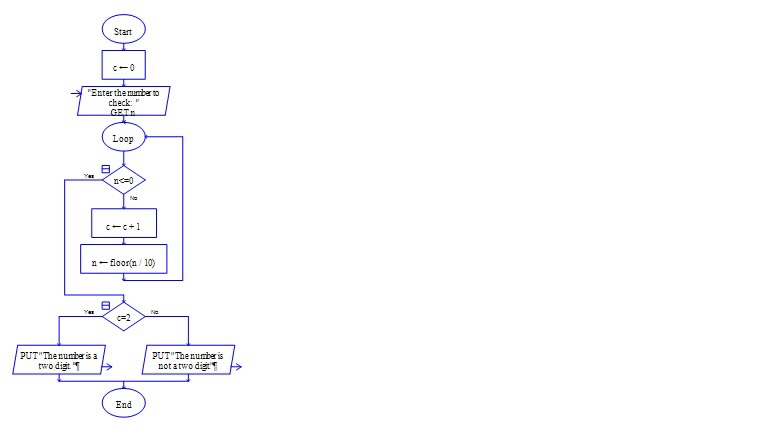 Start
c ← 0
"Enter the number to
check: "
GET n
Loop
Yes
n<=0
No
c ← c + 1
n ← floor(n / 10)
Yes
c=2
No
PUT "The number is a
two digit "¶
PUT "The number is
not a two digit"¶
End